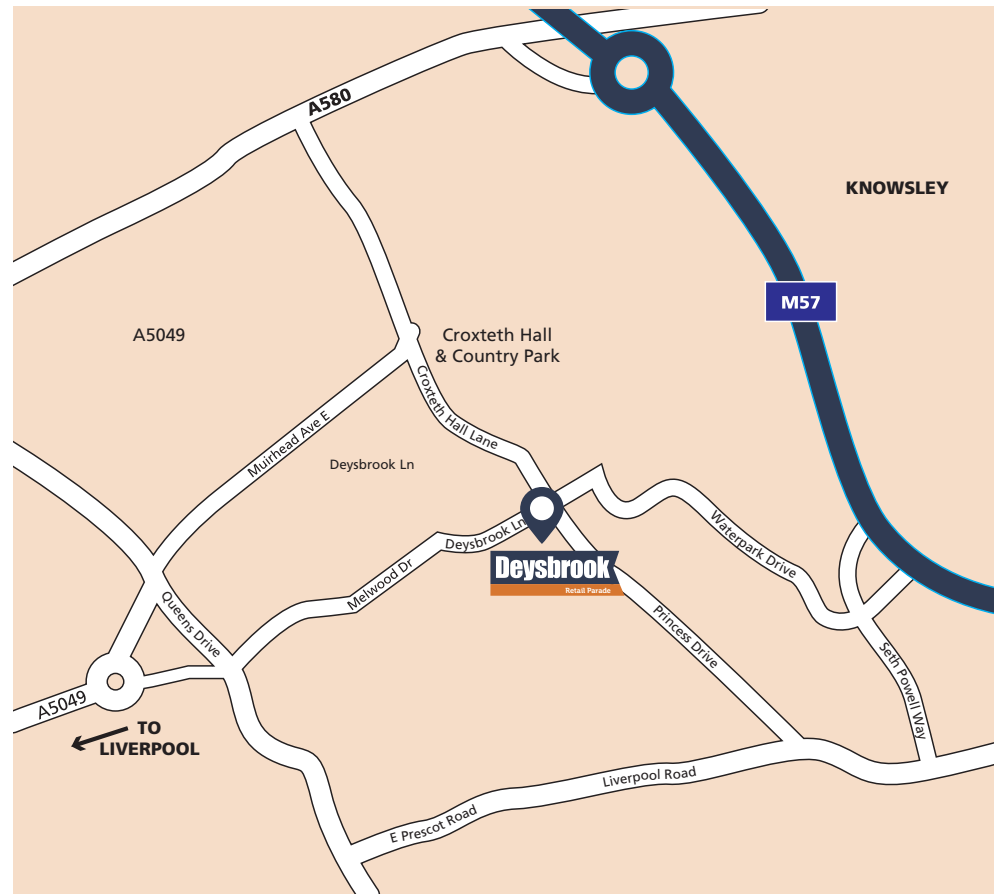 A580
KNOWSLEY
M57
A5049
Croxteth Hall
& Country Park
Croxteth Hall Lane
Muirhead Ave E
Deysbrook Ln
Deysbrook Ln
Waterpark Drive
Melwood Dr
Deysbrook
Retail Parade
Queens Drive
Princess Drive
Seth Powell Way
A5049
TO
LIVERPOOL
Liverpool Road
E Prescot Road